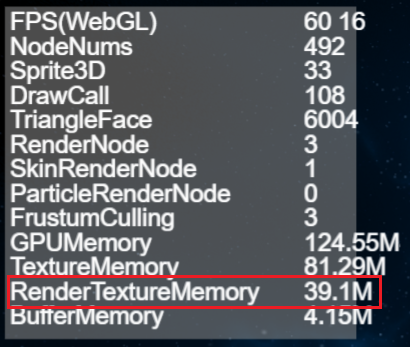 FPS(WebGL) 60 16
NodeNums 492
Sprite3D 33
DrawCall 108
TriangleFace 6004
RenderNode 3
SkinRenderNode 1
ParticleRenderNode 0
FrustumCulling 3
GPUMemory 124.55M
TextureMemory 81.29M
RenderTextureMemory 39.1M
BufferMemory 4.15M